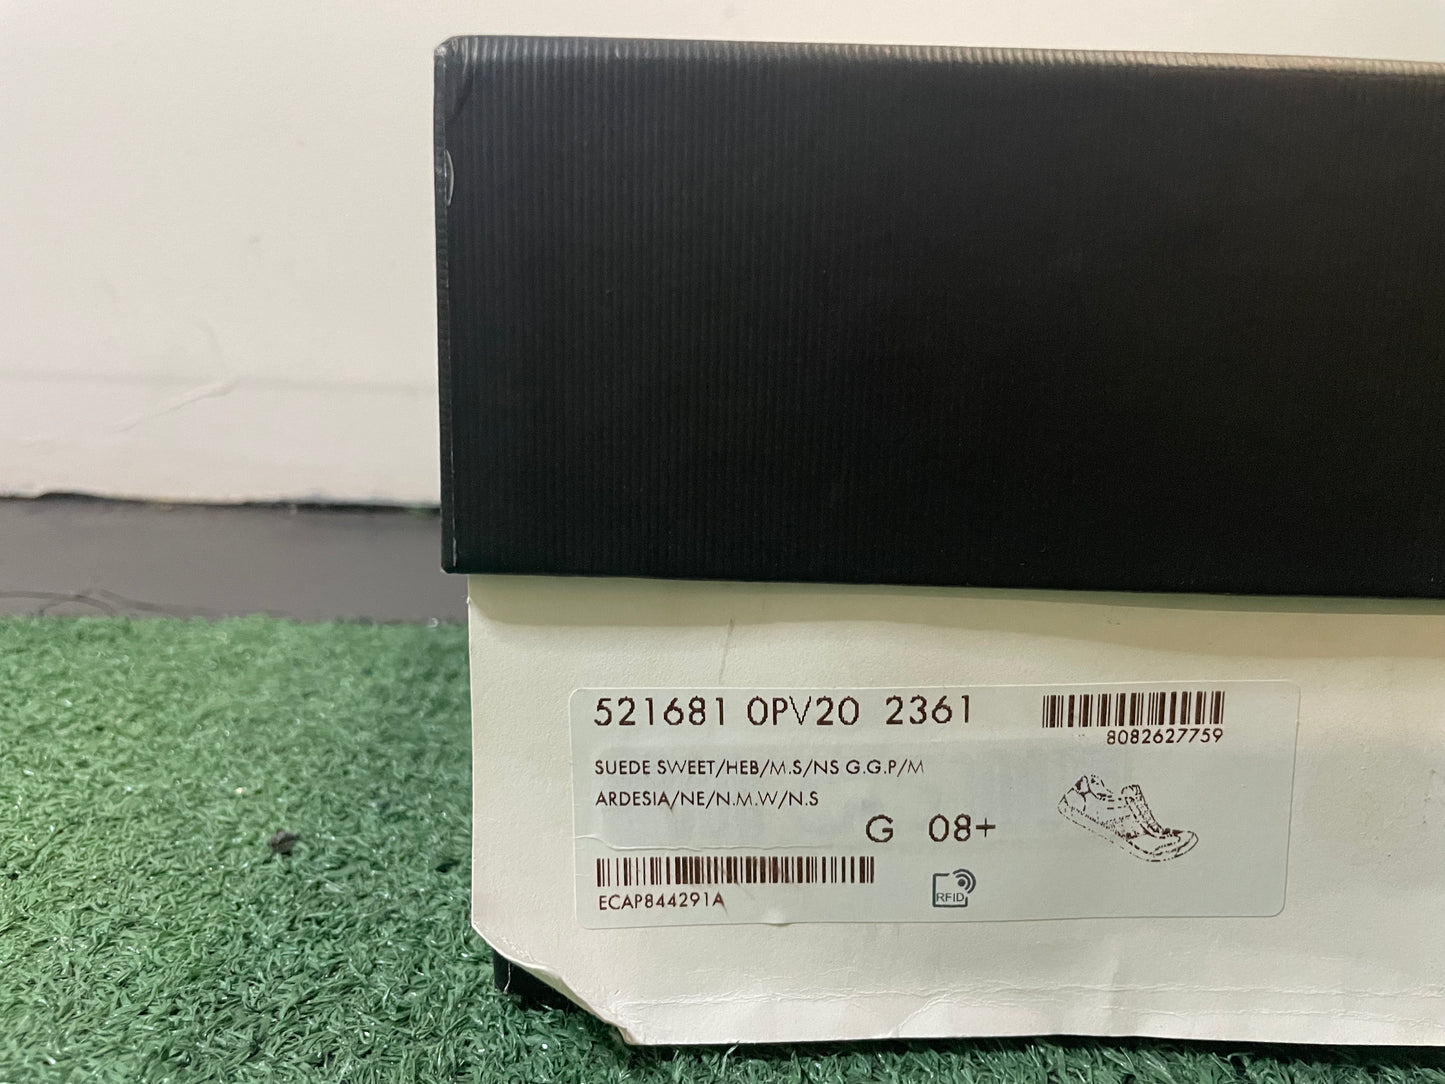 521681 0PV20 2361
8082627759
SUEDE SWEET/HEB/M.S/NS G.G.P/M
ARDESIA/NE/N.M.W/N.S
G 08+
ECAP844291A
RFID